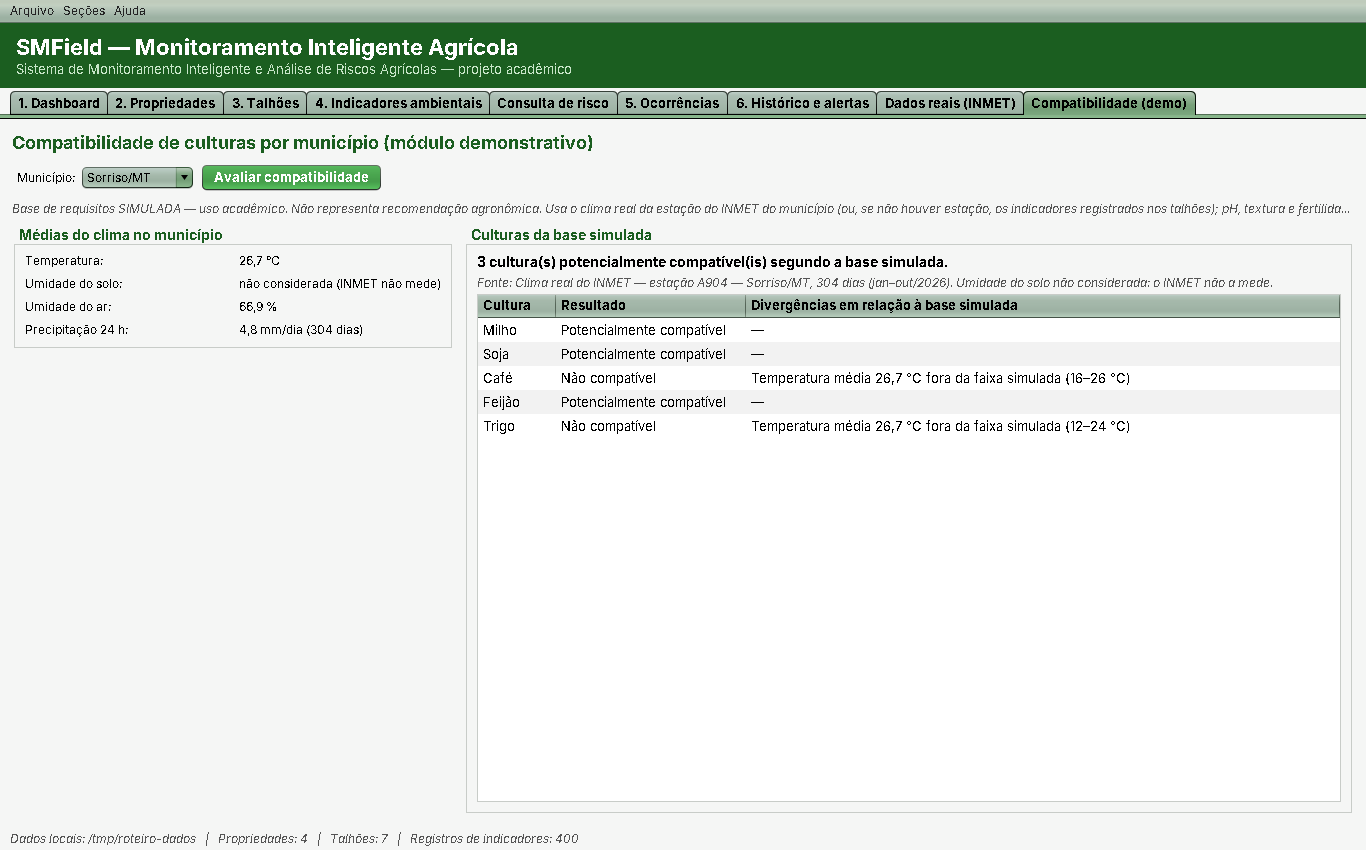 Arquivo Seções Ajuda
SMField — Monitoramento Inteligente Agrícola
Sistema de Monitoramento Inteligente e Análise de Riscos Agrícolas — projeto acadêmico
1. Dashboard 2. Propriedades 3. Talhões 4. Indicadores ambientais Consulta de risco 5. Ocorrências 6. Histórico e alertas Dados reais (INMET) Compatibilidade (demo)
Compatibilidade de culturas por município (módulo demonstrativo)
Município: Sorriso/MT Avaliar compatibilidade
Base de requisitos SIMULADA — uso acadêmico. Não representa recomendação agronômica. Usa o clima real da estação do INMET do município (ou, se não houver estação, os indicadores registrados nos talhões); pH, textura e fertilida...
Médias do clima no município
Temperatura: 26,7 °C
Umidade do solo: não considerada (INMET não mede)
Umidade do ar: 66,9 %
Precipitação 24 h: 4,8 mm/dia (304 dias)
Culturas da base simulada
3 cultura(s) potencialmente compatível(is) segundo a base simulada.
Fonte: Clima real do INMET — estação A904 — Sorriso/MT, 304 dias (jan–out/2026). Umidade do solo não considerada: o INMET não a mede.
Cultura Resultado Divergências em relação à base simulada
Milho Potencialmente compatível —
Soja Potencialmente compatível —
Café Não compatível Temperatura média 26,7 °C fora da faixa simulada (16–26 °C)
Feijão Potencialmente compatível —
Trigo Não compatível Temperatura média 26,7 °C fora da faixa simulada (12–24 °C)
Dados locais: /tmp/roteiro-dados | Propriedades: 4 | Talhões: 7 | Registros de indicadores: 400